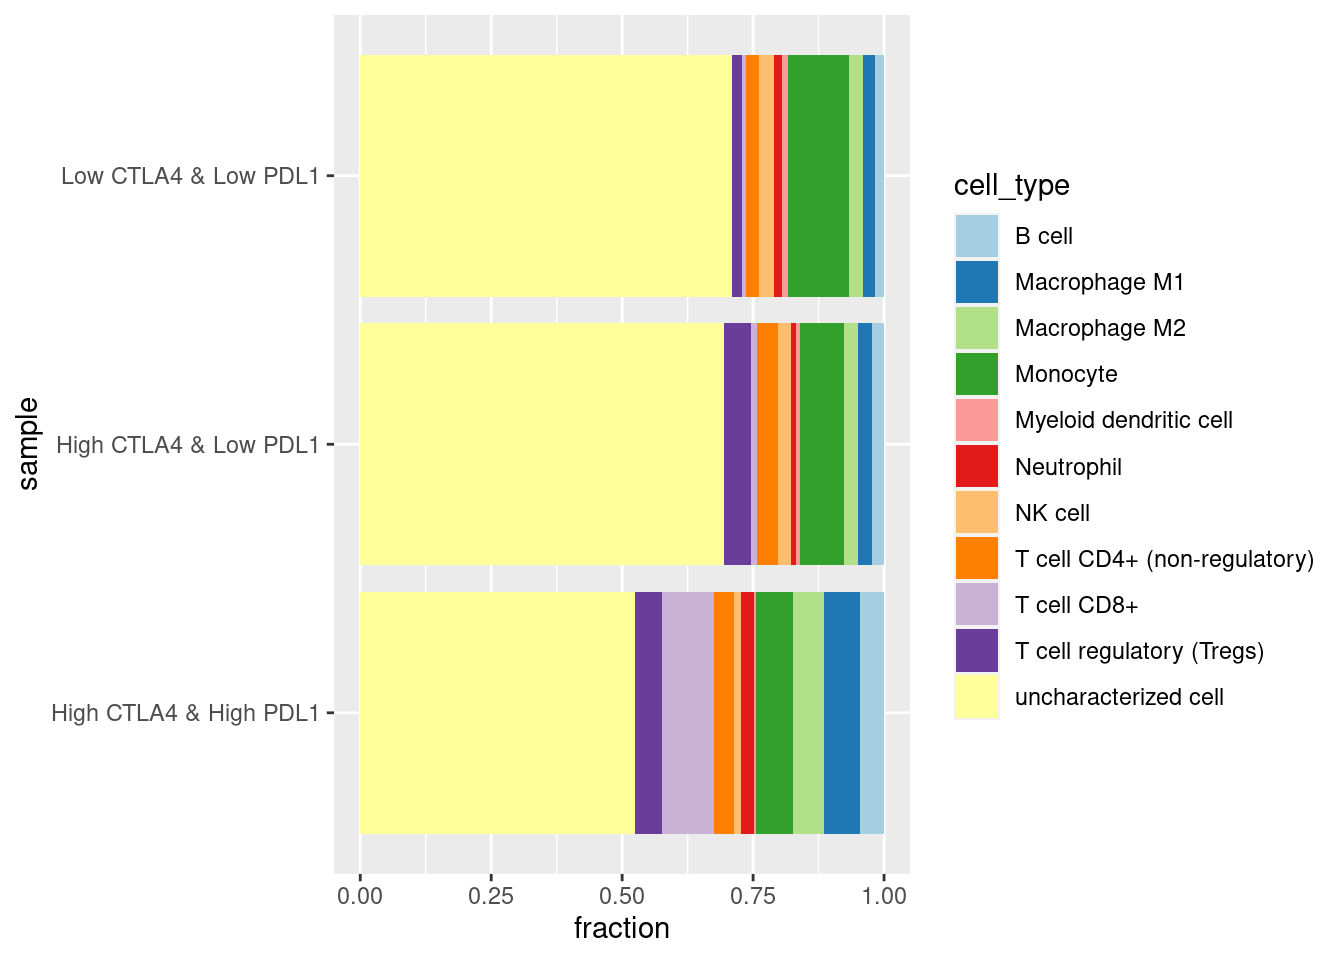 sample
Low CTLA4 & Low PDL1
High CTLA4 & Low PDL1
High CTLA4 & High PDL1
0.00 0.25 0.50 0.75 1.00
fraction
cell_type
B cell
Macrophage M1
Macrophage M2
Monocyte
Myeloid dendritic cell
Neutrophil
NK cell
T cell CD4+ (non-regulatory)
T cell CD8+
T cell regulatory (Tregs)
uncharacterized cell